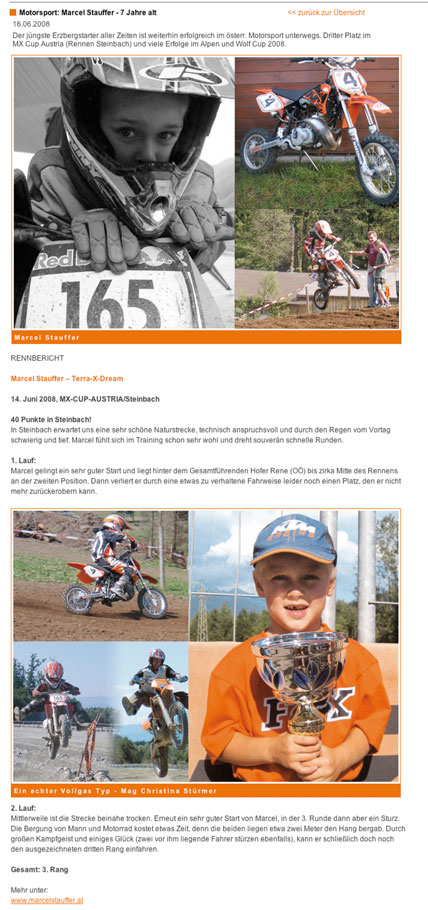 Motorsport: Marcel Stauffer - 7 Jahre alt
<< zurück zur Übersicht
16.06.2008
Der jüngste Erzbergstarter aller Zeiten ist weiterhin erfolgreich im österr. Motorsport unterwegs. Dritter Platz im
MX Cup Austria (Rennen Steinbach) und viele Erfolge im Alpen und Wolf Cup 2008.
4
4
Red Bull
165
Marcel Stauffer
RENNBERICHT
Marcel Stauffer – Terra-X-Dream
14. Juni 2008, MX-CUP-AUSTRIA/Steinbach
40 Punkte in Steinbach!
In Steinbach erwartet uns eine sehr schöne Naturstrecke, technisch anspruchsvoll und durch den Regen vom Vortag
schwierig und tief. Marcel fühlt sich im Training schon sehr wohl und dreht souverän schnelle Runden.
1. Lauf:
Marcel gelingt ein sehr guter Start und liegt hinter dem Gesamtführenden Hofer Rene (OÖ) bis zirka Mitte des Rennens
an der zweiten Position. Dann verliert er durch eine etwas zu verhaltene Fahrweise leider noch einen Platz, den er nicht
mehr zurückerobern kann.
4
KTM
RACING
165
FOX
Ein echter Vollgas Typ - Mag Christina Stürmer
2. Lauf:
Mittlerweile ist die Strecke beinahe trocken. Erneut ein sehr guter Start von Marcel, in der 3. Runde dann aber ein Sturz.
Die Bergung von Mann und Motorrad kostet etwas Zeit, denn die beiden liegen etwa zwei Meter den Hang bergab. Durch
großen Kampfgeist und einiges Glück (zwei vor ihm liegende Fahrer stürzen ebenfalls), kann er schließlich doch noch
den ausgezeichneten dritten Rang einfahren.
Gesamt: 3. Rang
Mehr unter:
www.marcelstauffer.at